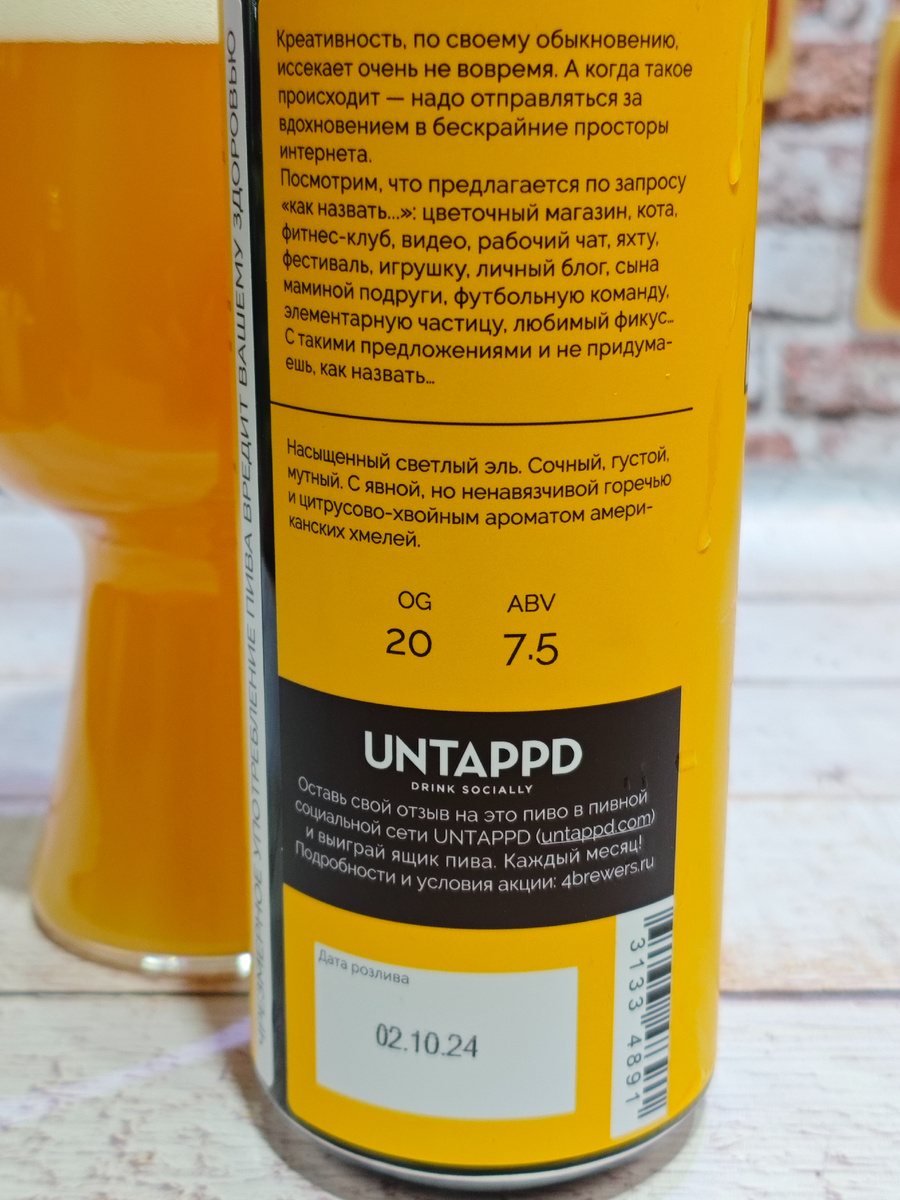 Креативность, по своему обыкновению,
иссекает очень не вовремя. А когда такое
происходит — надо отправляться за
вдохновением в бескрайние просторы
интернета.
Посмотрим, что предлагается по запросу
«как назвать...»: цветочный магазин, кота,
фитнес-клуб, видео, рабочий чат, яхту,
фестиваль, игрушку, личный блог, сына
маминой подруги, футбольную команду,
элементарную частицу, любимый фикус...
С такими предложениями и не придума-
ешь, как назвать...
Насыщенный светлый эль. Сочный, густой,
мутный. С явной, но ненавязчивой горечью
и цитрусово-хвойным ароматом амери-
канских хмелей.
OG ABV
20 7.5
UNTAPPD
DRINK SOCIALLY
Оставь свой отзыв на это пиво в пивной
социальной сети UNTAPPD (untappd.com)
и выиграй ящик пива. Каждый месяц!
Подробности и условия акции: 4brewers.ru
Дата розлива
02.10.24
3133 4891
ЧРЕЗМЕРНОЕ УПОТРЕБЛЕНИЕ ПИВА ВРЕДИТ ВАШЕМУ ЗДОРОВЬЮ